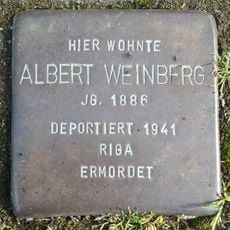 HIER WOHNTE
ALBERT WEINBERG
JG. 1886
DEPORTIERT 1941
RIGA
ERMORDET